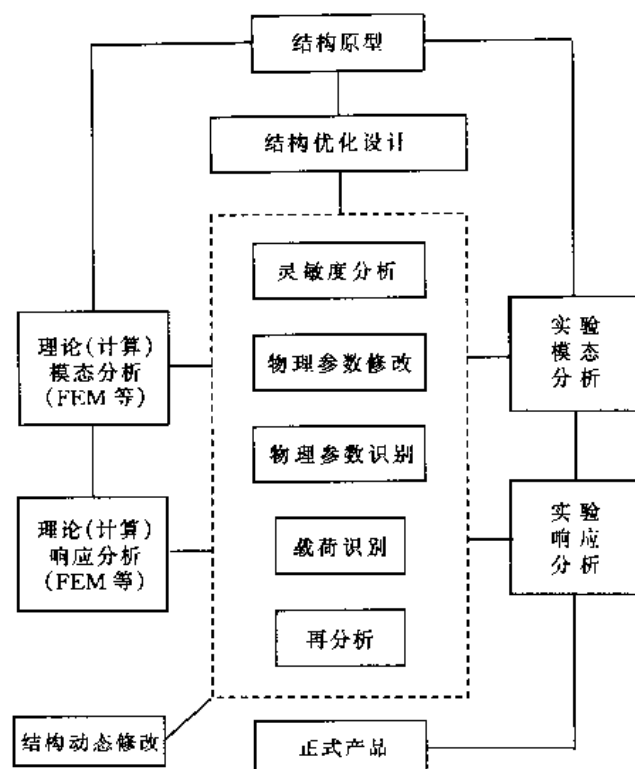 结构原型
结构优化设计
灵敏度分析
理论(计算)
模态分析
(FEM 等)
物理参数修改
实验
模态
分析
物理参数识别
理论(计算)
响应分析
(FEM 等)
载荷识别
实验
响应
分析
再分析
结构动态修改
正式产品